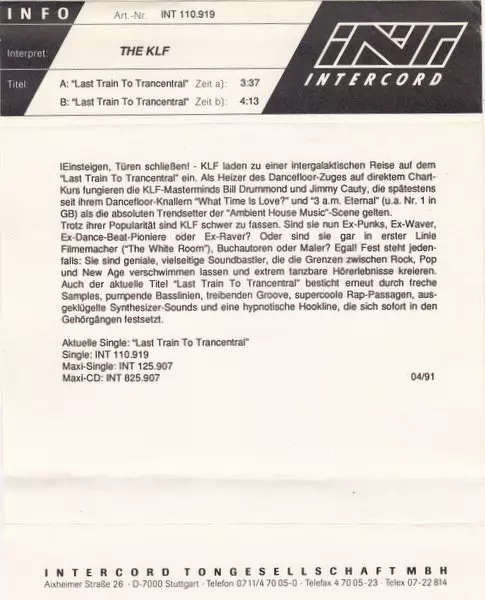 INFO
Art.-Nr. INT 110.919
Interpret: THE KLF
INT
INTERCORD
Titel: A: "Last Train To Trancentral" Zeit a): 3:37
B: "Last Train To Trancentral" Zeit b): 4:13
lEinsteigen, Türen schließen! - KLF laden zu einer intergalaktischen Reise auf dem
"Last Train To Trancentral" ein. Als Heizer des Dancefloor-Zuges auf direktem Chart-
Kurs fungieren die KLF-Masterminds Bill Drummond und Jimmy Cauty, die spätestens
seit ihrem Dancefloor-Knallern "What Time Is Love?" und "3 a.m. Eternal" (u.a. Nr. 1 in
GB) als die absoluten Trendsetter der "Ambient House Music"-Scene gelten.
Trotz ihrer Popularität sind KLF schwer zu fassen. Sind sie nun Ex-Punks, Ex-Waver,
Ex-Dance-Beat-Pioniere oder Ex-Raver? Oder sind sie gar in erster Linie
Filmemacher ("The White Room"), Buchautoren oder Maler? Egal! Fest steht jeden-
falls: Sie sind geniale, vielseitige Soundbastler, die die Grenzen zwischen Rock, Pop
und New Age verschwimmen lassen und extrem tanzbare Hörerlebnisse kreieren.
Auch der aktuelle Titel "Last Train To Trancentral" besticht erneut durch freche
Samples, pumpende Basslinien, treibenden Groove, supercoole Rap-Passagen, aus-
geklügelte Synthesizer-Sounds und eine hypnotische Hookline, die sich sofort in den
Gehörgängen festsetzt.
Aktuelle Single: "Last Train To Trancentral"
Single: INT 110.919
Maxi-Single: INT 125.907
Maxi-CD: INT 825.907 04/91
INTERCORD TONGESELLSCHAFT MBH
Aixheimer Straße 26 · D-7000 Stuttgart · Telefon 0711/4 70 05-0 · Telefax 4 70 05-23 · Telex 07-22 814